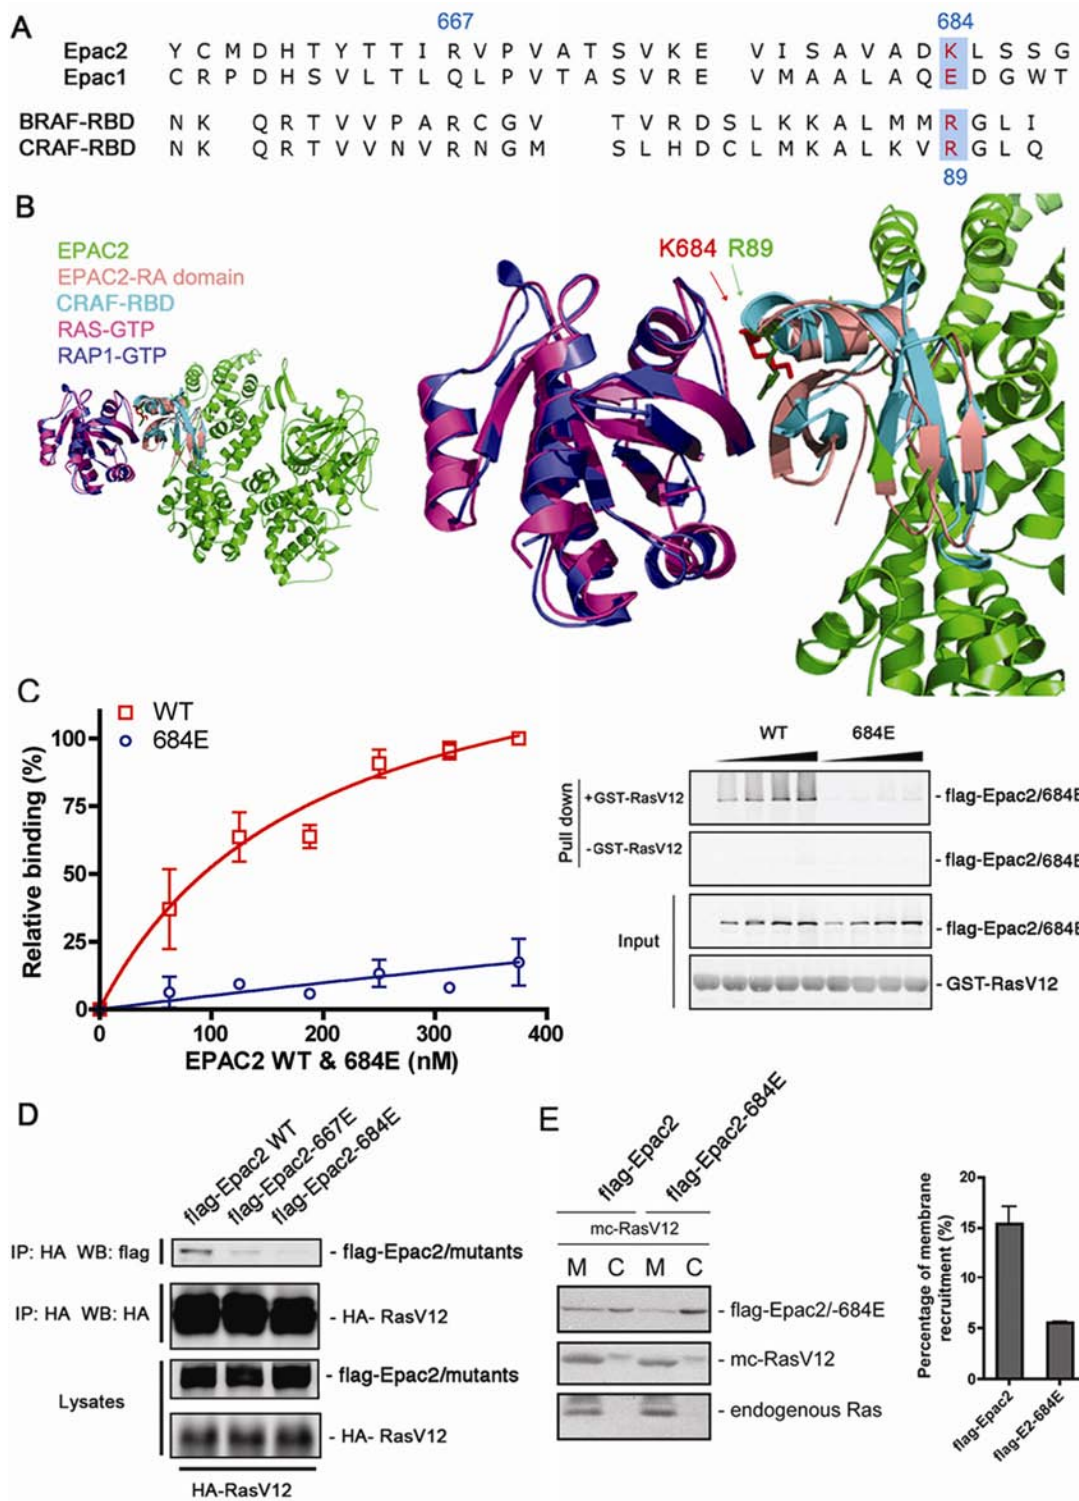 A
667 684
Epac2 Y C M D H T Y T T I R V P V A T S V K E V I S A V A D K L S S G
Epac1 C R P D H S V L T L Q L P V T A S V R E V M A A L A Q E D G W T
BRAF-RBD N K Q R T V V P A R C G V T V R D S L K K A L M M R G L I
CRAF-RBD N K Q R T V V N V R N G M S L H D C L M K A L K V R G L Q
89
B
EPAC2
EPAC2-RA domain
CRAF-RBD
RAS-GTP
RAP1-GTP
K684 R89
C
WT
684E
Relative binding (%)
100
75
50
25
0
0 100 200 300 400
EPAC2 WT & 684E (nM)
WT 684E
Pull down
+GST-RasV12
- flag-Epac2/684E
-GST-RasV12
- flag-Epac2/684E
Input
- flag-Epac2/684E
- GST-RasV12
D
flag-Epac2 WT
flag-Epac2-667E
flag-Epac2-684E
IP: HA WB: flag
- flag-Epac2/mutants
IP: HA WB: HA
- HA- RasV12
Lysates
- flag-Epac2/mutants
- HA- RasV12
HA-RasV12
E
flag-Epac2
flag-Epac2-684E
mc-RasV12
M C M C
- flag-Epac2/-684E
- mc-RasV12
- endogenous Ras
Percentage of membrane
recruitment (%)
20
15
10
5
0
flag-Epac2
flag-E2-684E